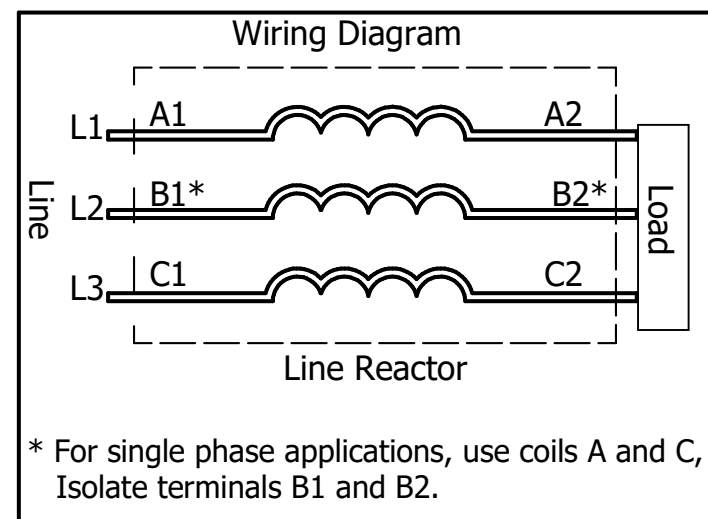 Wiring Diagram
L1 A1 A2
Line L2 B1* B2* Load
L3 C1 C2
Line Reactor
* For single phase applications, use coils A and C,
Isolate terminals B1 and B2.